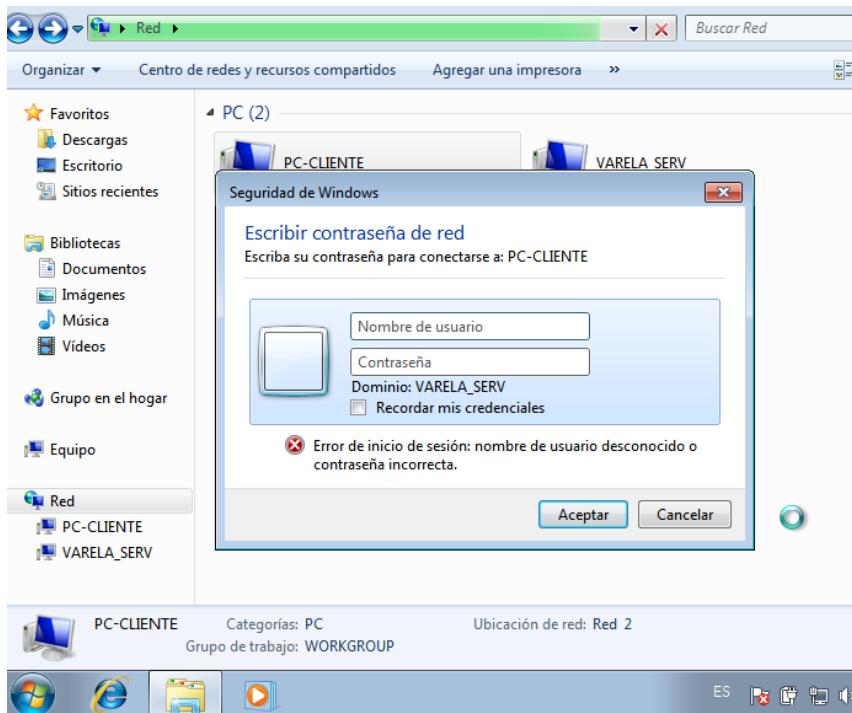 Red
Buscar Red
Organizar
Centro de redes y recursos compartidos
Agregar una impresora
»
Favoritos
Descargas
Escritorio
Sitios recientes
Bibliotecas
Documentos
Imágenes
Música
Vídeos
Grupo en el hogar
Equipo
Red
PC-CLIENTE
VARELA_SERV
PC (2)
PC-CLIENTE
VARELA_SERV
Seguridad de Windows
Escribir contraseña de red
Escriba su contraseña para conectarse a: PC-CLIENTE
Nombre de usuario
Contraseña
Dominio: VARELA_SERV
Recordar mis credenciales
Error de inicio de sesión: nombre de usuario desconocido o
contraseña incorrecta.
Aceptar
Cancelar
PC-CLIENTE
Categorías: PC
Ubicación de red: Red 2
Grupo de trabajo: WORKGROUP
ES